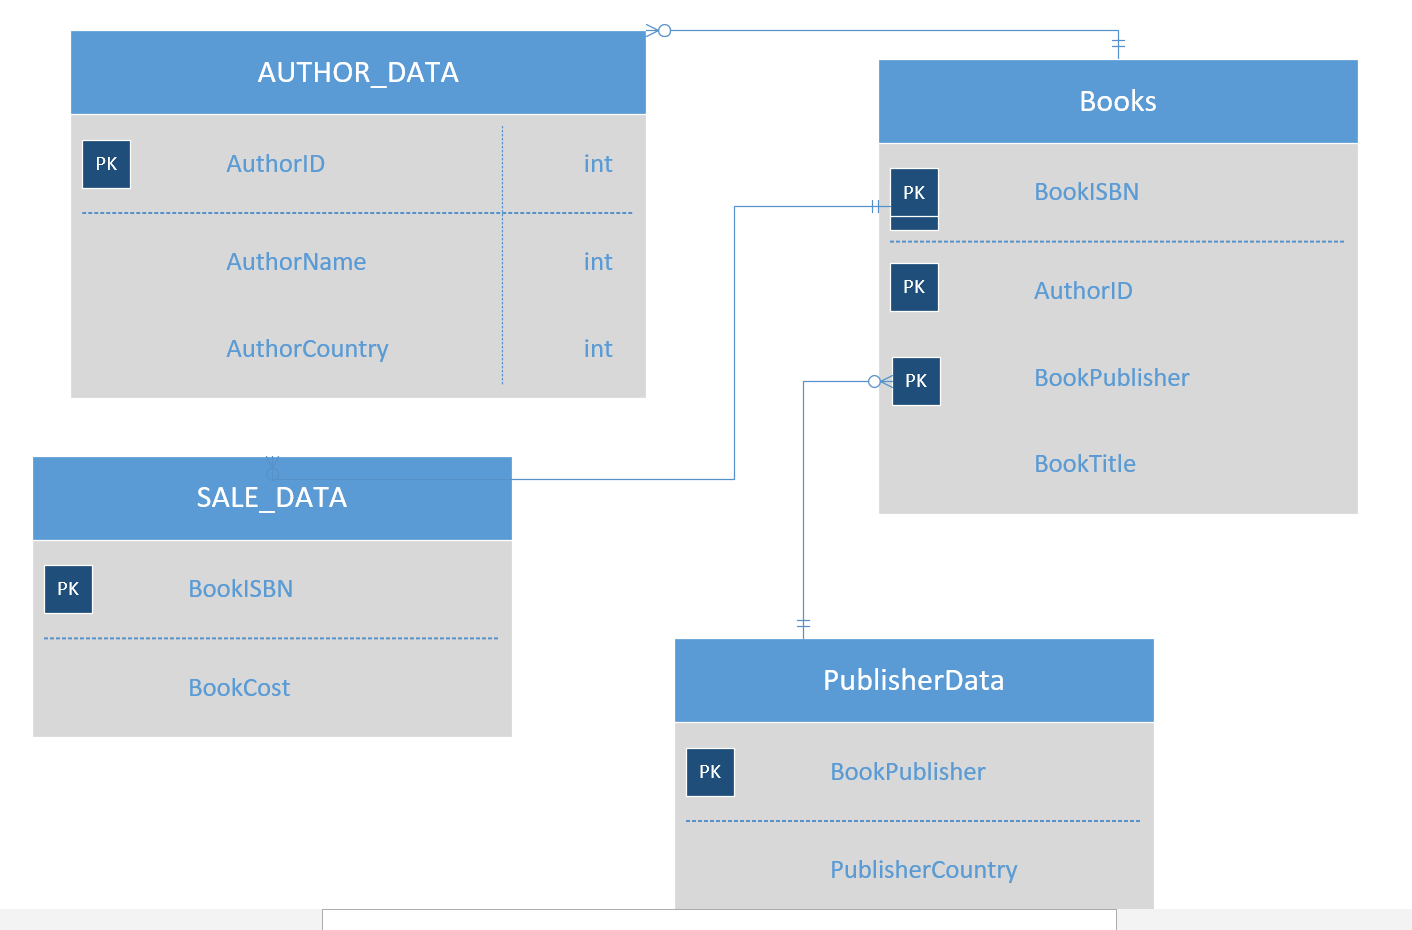 AUTHOR_DATA
PK AuthorID int
AuthorName int
AuthorCountry int
Books
PK BookISBN
PK AuthorID
PK BookPublisher
BookTitle
SALE_DATA
PK BookISBN
BookCost
PublisherData
PK BookPublisher
PublisherCountry